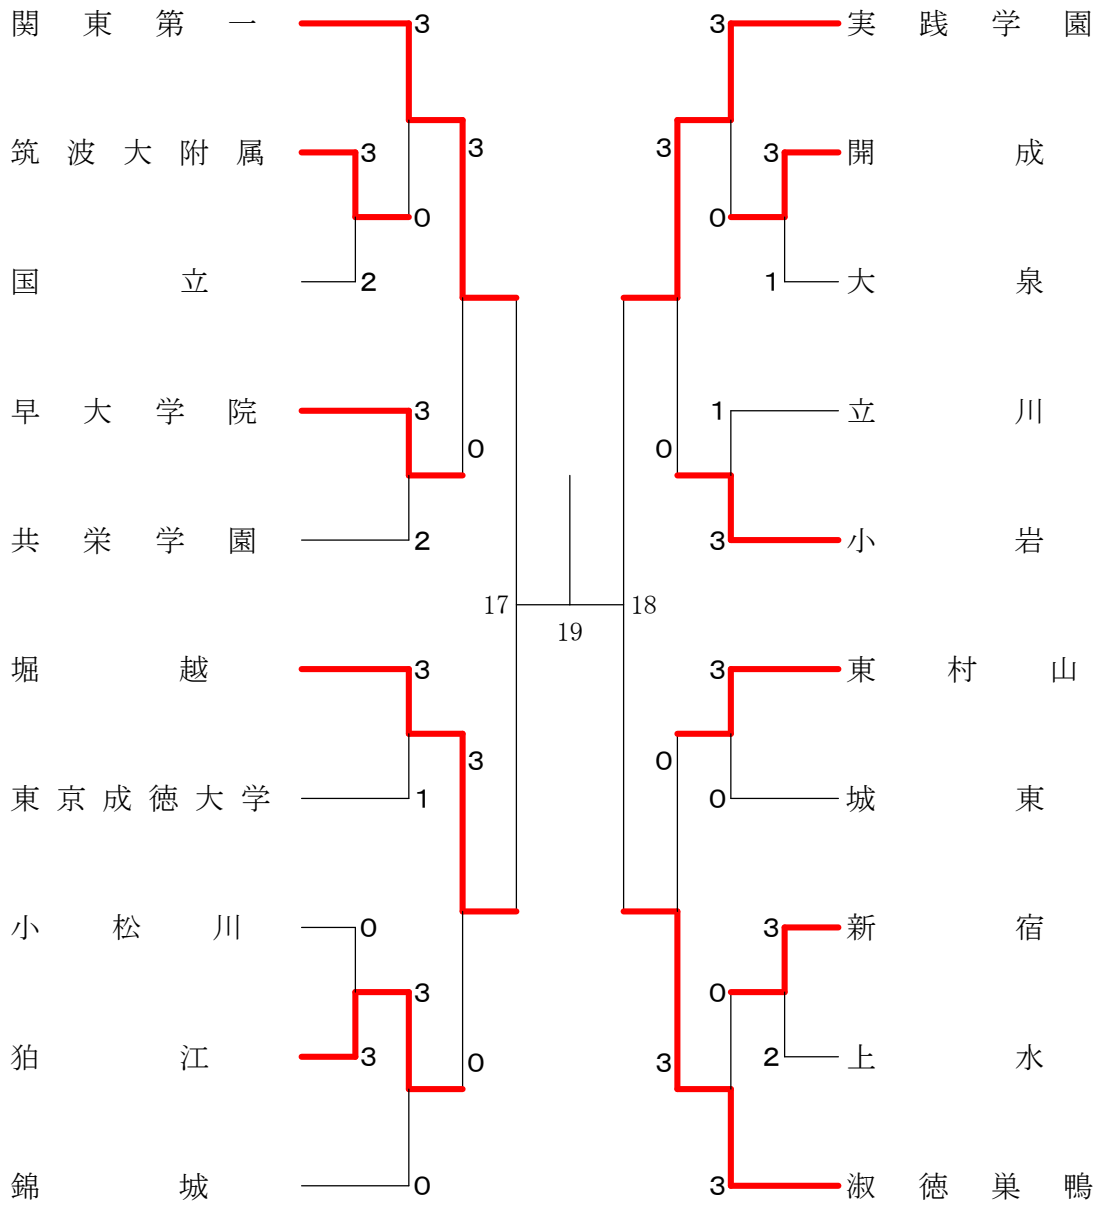 関東第一 3 3 実践学園
3 3
筑波大附属 3 3 開成
0 0
国立 2 1 大泉
早大学院 3 1 立川
0 0
共栄学園 2 3 小岩
17 18
19
堀越 3 3 東村山
3 0
東京成徳大学 1 0 城東
小松川 0 3 新宿
3 0
狛江 3 2 上水
0 3
錦城 0 3 淑徳巣鴨